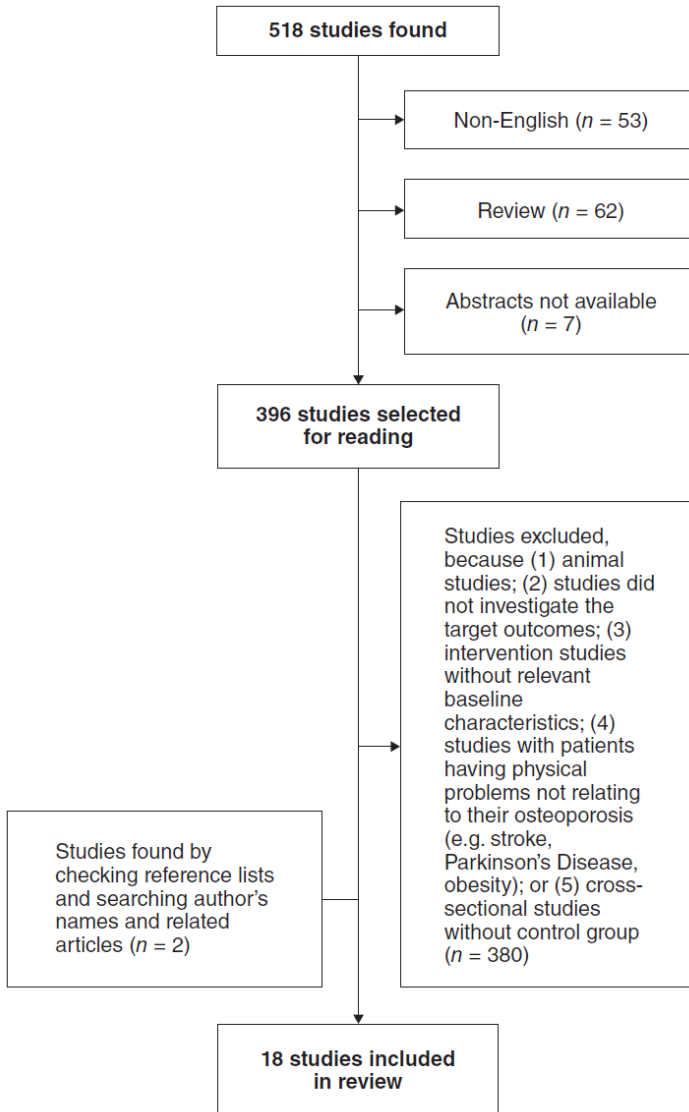 518 studies found
Non-English (n = 53)
Review (n = 62)
Abstracts not available
(n = 7)
396 studies selected
for reading
Studies excluded,
because (1) animal
studies; (2) studies did
not investigate the
target outcomes; (3)
intervention studies
without relevant
baseline
characteristics; (4)
studies with patients
having physical
problems not relating
to their osteoporosis
(e.g. stroke,
Parkinson's Disease,
obesity); or (5) cross-
sectional studies
without control group
(n = 380)
Studies found by
checking reference lists
and searching author's
names and related
articles (n = 2)
18 studies included
in review